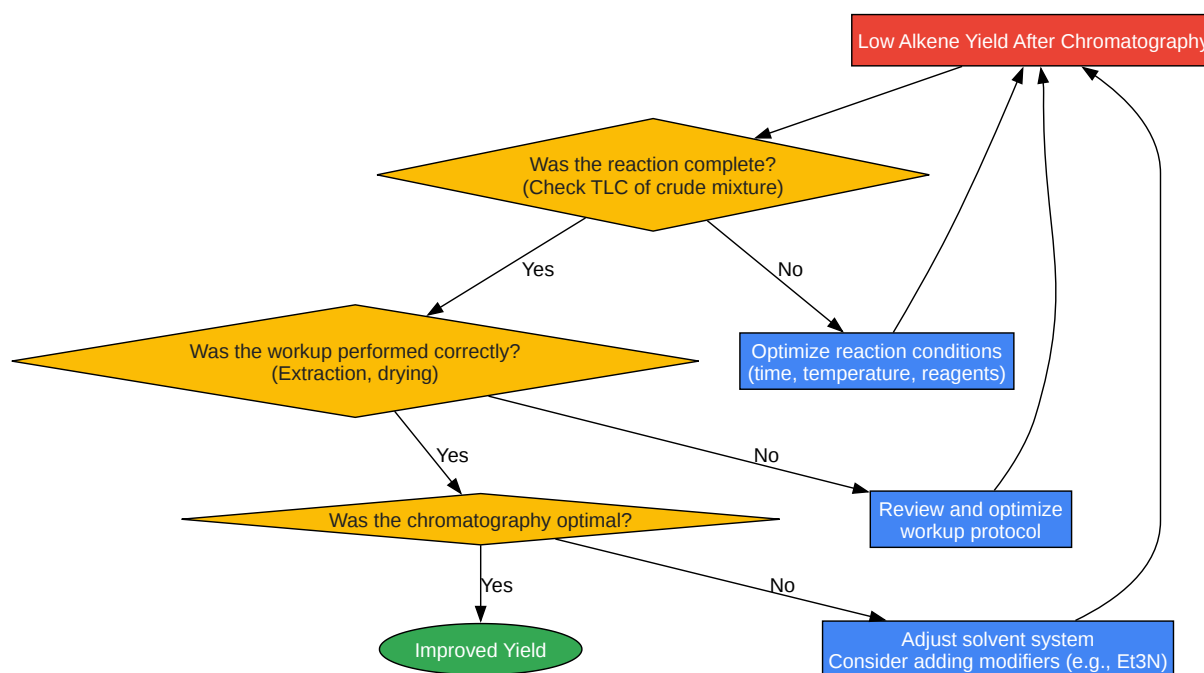 Low Alkene Yield After Chromatography
Was the reaction complete?
(Check TLC of crude mixture)
Yes
No
Was the workup performed correctly?
(Extraction, drying)
Optimize reaction conditions
(time, temperature, reagents)
Yes
No
Was the chromatography optimal?
Review and optimize
workup protocol
Yes
No
Improved Yield
Adjust solvent system
Consider adding modifiers (e.g., Et3N)